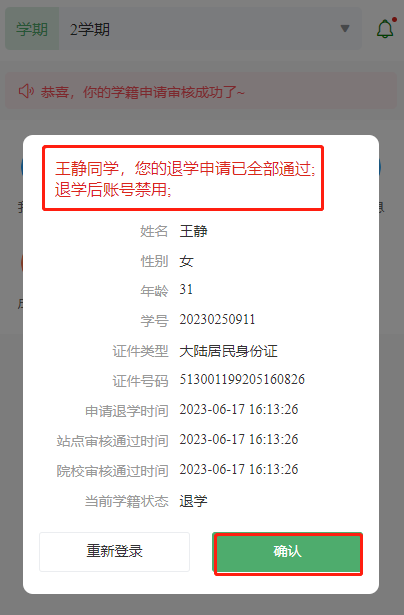 学期 2学期
恭喜，你的学籍申请审核成功了~
王静同学，您的退学申请已全部通过;
退学后账号禁用;
姓名 王静
性别 女
年龄 31
学号 20230250911
证件类型 大陆居民身份证
证件号码 513001199205160826
申请退学时间 2023-06-17 16:13:26
站点审核通过时间 2023-06-17 16:13:26
院校审核通过时间 2023-06-17 16:13:26
当前学籍状态 退学
重新登录 确认